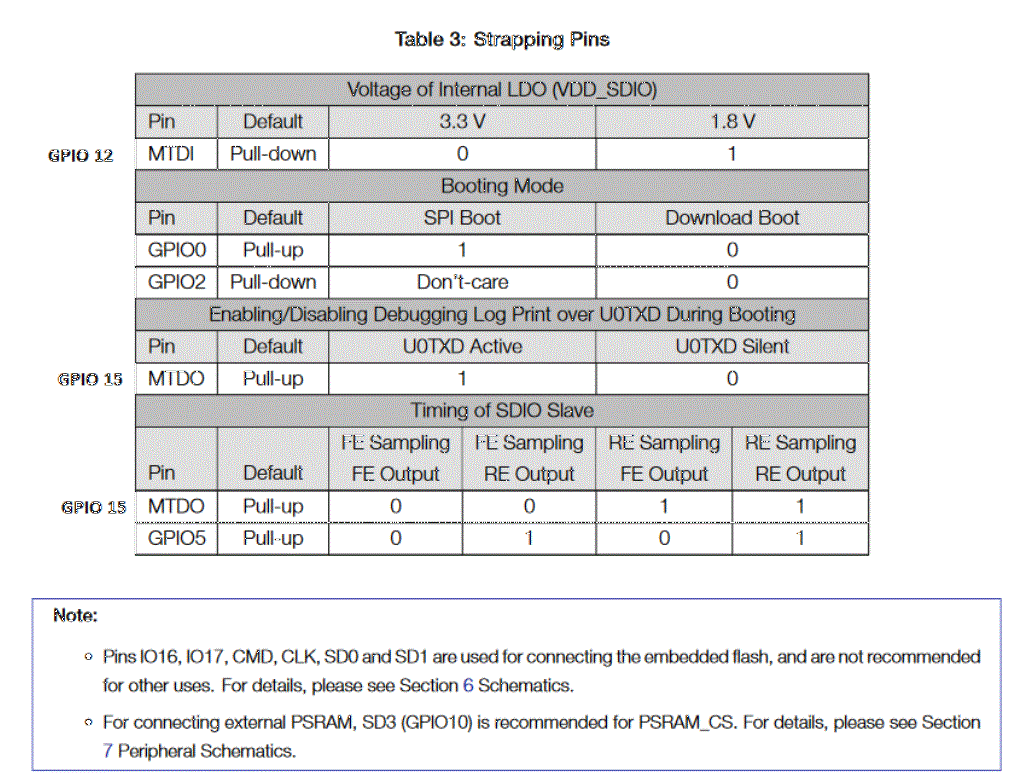 Table 3: Strapping Pins
Voltage of Internal LDO (VDD_SDIO)
Pin Default 3.3 V 1.8 V
GPIO 12 MTDI Pull-down 0 1
Booting Mode
Pin Default SPI Boot Download Boot
GPIO0 Pull-up 1 0
GPIO2 Pull-down Don't-care 0
Enabling/Disabling Debugging Log Print over U0TXD During Booting
Pin Default U0TXD Active U0TXD Silent
GPIO 15 MTDO Pull-up 1 0
Timing of SDIO Slave
FE Sampling FE Sampling RE Sampling RE Sampling
Pin Default FE Output RE Output FE Output RE Output
GPIO 15 MTDO Pull-up 0 0 1 1
GPIO5 Pull-up 0 1 0 1
Note:
Pins IO16, IO17, CMD, CLK, SD0 and SD1 are used for connecting the embedded flash, and are not recommended
for other uses. For details, please see Section 6 Schematics.
For connecting external PSRAM, SD3 (GPIO10) is recommended for PSRAM_CS. For details, please see Section
7 Peripheral Schematics.